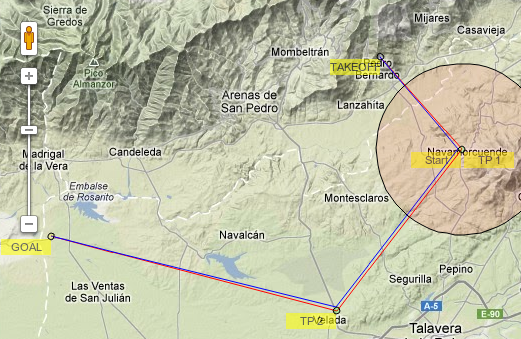 Sierra de
Gredos
Mijares
Casavieja
Mombeltrán
Pico
Almanzor
TAKEOFF
Pedro
Bernardo
Arenas de
San Pedro
Lanzahita
Madrigal
de la Vera
Candeleda
Navamorcuende
Start
TP 1
Embalse
de Rosarito
Montesclaros
GOAL
Navalcán
Pepino
Segurilla
Las Ventas
de San Julián
A-5
E-90
TP 2
Velada
Talavera